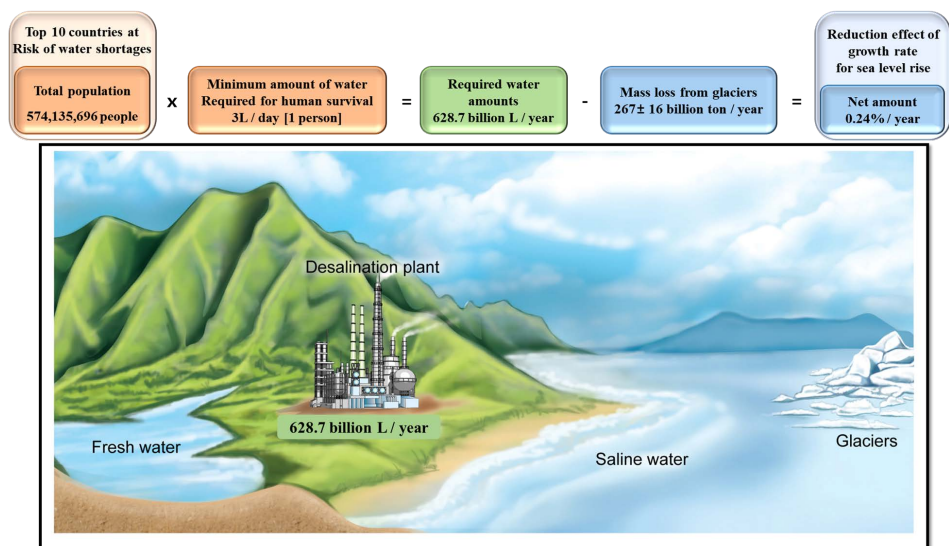 Top 10 countries at
Risk of water shortages
Total population
574,135,696 people
x
Minimum amount of water
Required for human survival
3L / day [1 person]
=
Required water
amounts
628.7 billion L / year
-
Mass loss from glaciers
267± 16 billion ton / year
=
Reduction effect of
growth rate
for sea level rise
Net amount
0.24% / year
Desalination plant
628.7 billion L / year
Fresh water
Saline water
Glaciers